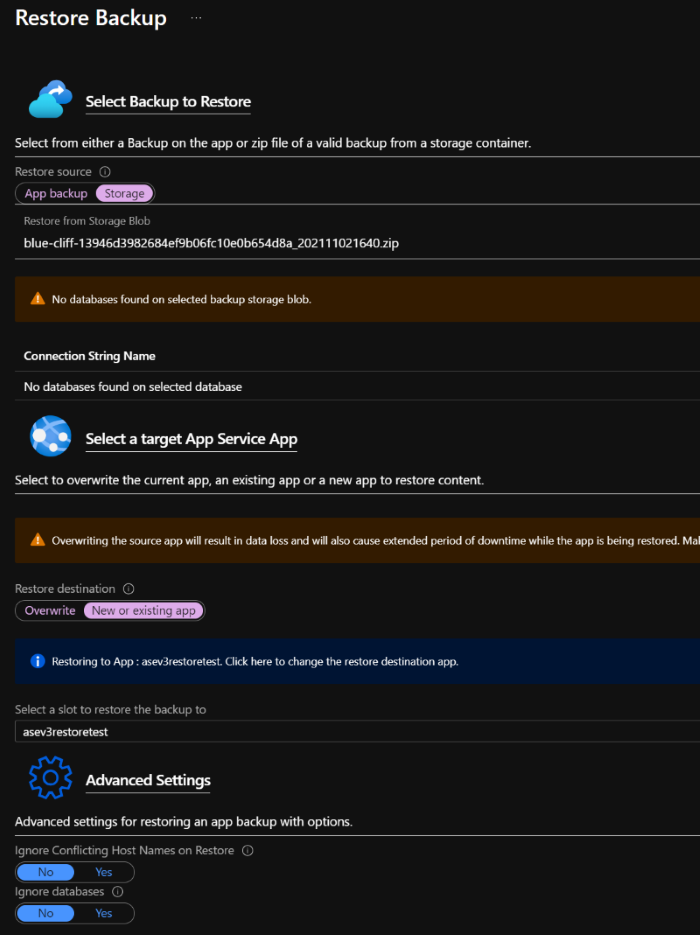 Restore Backup ...
Select Backup to Restore
Select from either a Backup on the app or zip file of a valid backup from a storage container.
Restore source
App backup Storage
Restore from Storage Blob
blue-cliff-13946d3982684ef9b06fc10e0b654d8a_202111021640.zip
No databases found on selected backup storage blob.
Connection String Name
No databases found on selected database
Select a target App Service App
Select to overwrite the current app, an existing app or a new app to restore content.
Overwriting the source app will result in data loss and will also cause extended period of downtime while the app is being restored. Mal
Restore destination
Overwrite New or existing app
Restoring to App : asev3restoretest. Click here to change the restore destination app.
Select a slot to restore the backup to
asev3restoretest
Advanced Settings
Advanced settings for restoring an app backup with options.
Ignore Conflicting Host Names on Restore
No Yes
Ignore databases
No Yes